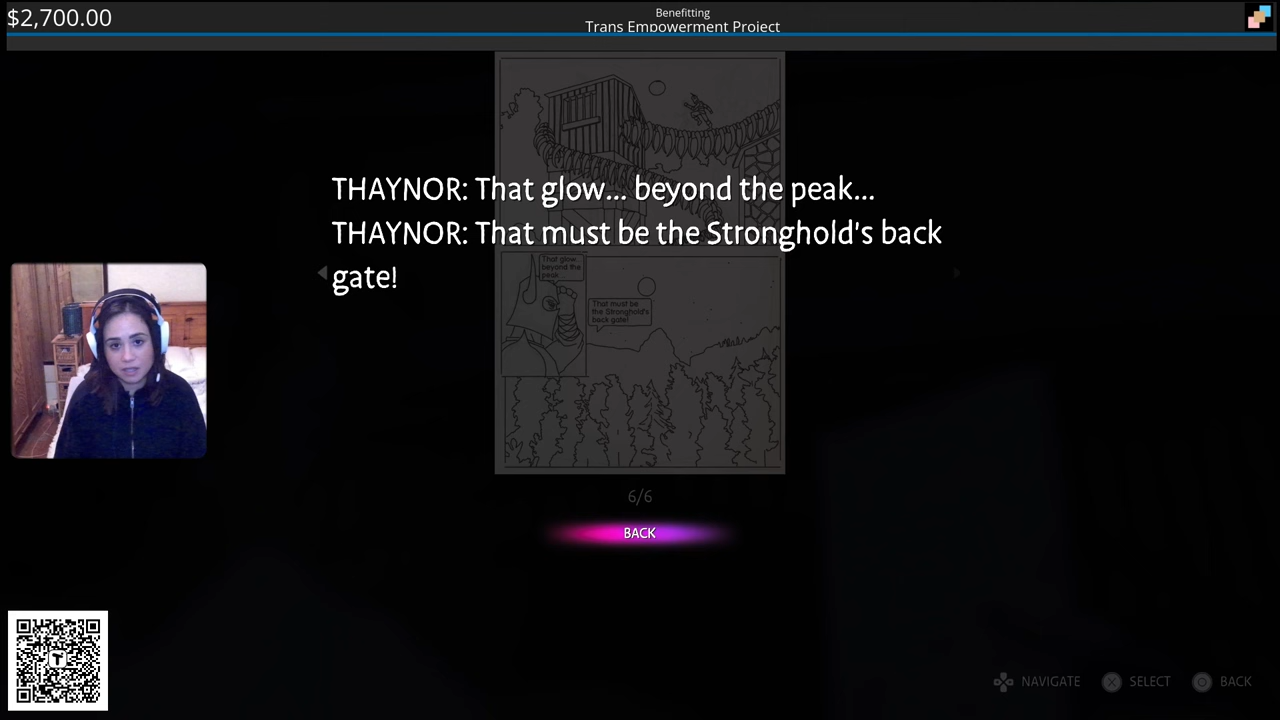 $2,700.00
Benefitting
Trans Empowerment Project
THAYNOR: That glow... beyond the peak...
THAYNOR: That must be the Stronghold's back
gate!
That glow...
beyond the
peak...
That must be
the Stronghold's
back gate!
6/6
BACK
T
NAVIGATE
SELECT
BACK